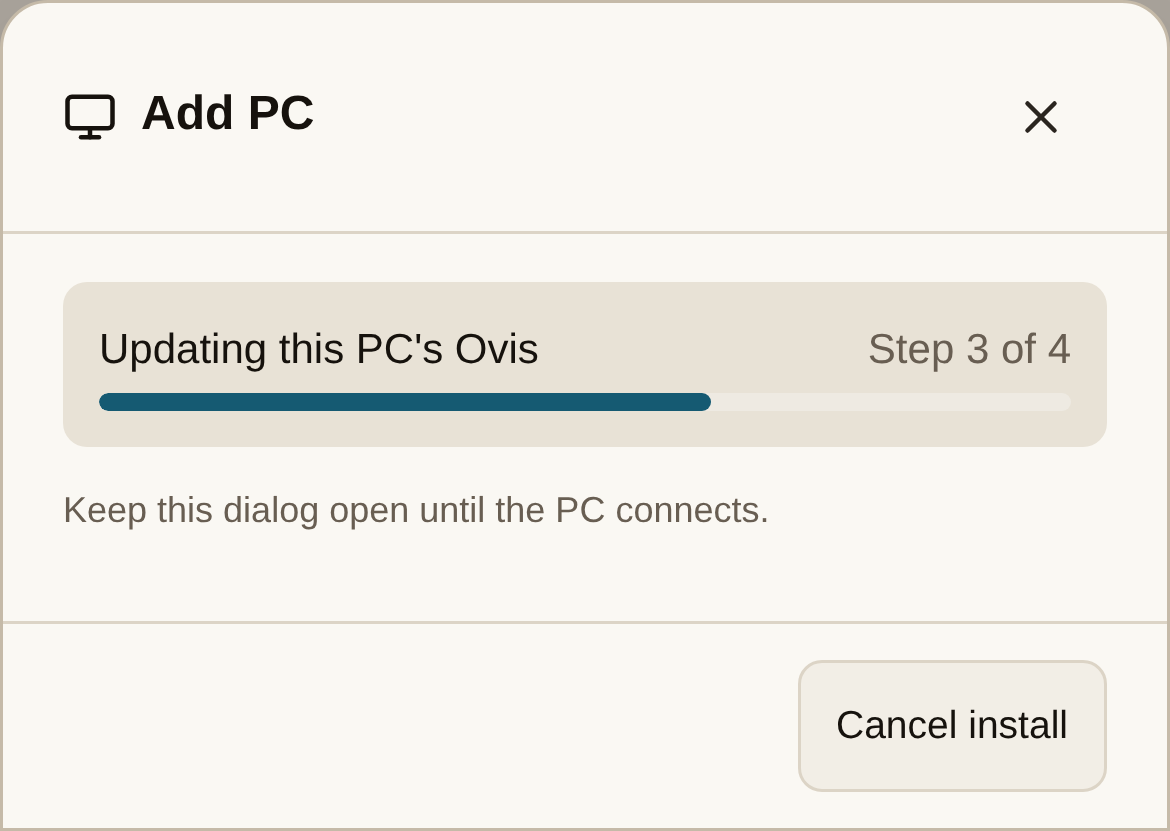 Add PC
Updating this PC's Ovis
Step 3 of 4
Keep this dialog open until the PC connects.
Cancel install